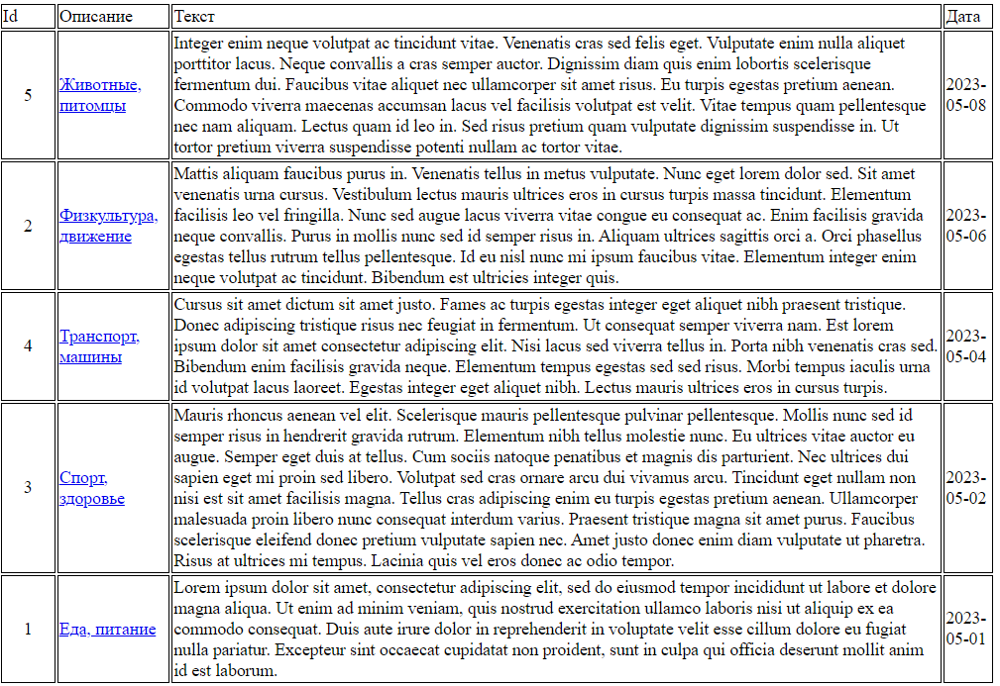 Id Описание Текст Дата
5
Животные,
питомцы
Integer enim neque volutpat ac tincidunt vitae. Venenatis cras sed felis eget. Vulputate enim nulla aliquet
porttitor lacus. Neque convallis a cras semper auctor. Dignissim diam quis enim lobortis scelerisque
fermentum dui. Faucibus vitae aliquet nec ullamcorper sit amet risus. Eu turpis egestas pretium aenean.
Commodo viverra maecenas accumsan lacus vel facilisis volutpat est velit. Vitae tempus quam pellentesque
nec nam aliquam. Lectus quam id leo in. Sed risus pretium quam vulputate dignissim suspendisse in. Ut
tortor pretium viverra suspendisse potenti nullam ac tortor vitae.
2023-
05-08
2
Физкультура,
движение
Mattis aliquam faucibus purus in. Venenatis tellus in metus vulputate. Nunc eget lorem dolor sed. Sit amet
venenatis urna cursus. Vestibulum lectus mauris ultrices eros in cursus turpis massa tincidunt. Elementum
facilisis leo vel fringilla. Nunc sed augue lacus viverra vitae congue eu consequat ac. Enim facilisis gravida
neque convallis. Purus in mollis nunc sed id semper risus in. Aliquam ultrices sagittis orci a. Orci phasellus
egestas tellus rutrum tellus pellentesque. Id eu nisl nunc mi ipsum faucibus vitae. Elementum integer enim
neque volutpat ac tincidunt. Bibendum est ultricies integer quis.
2023-
05-06
4
Транспорт,
машины
Cursus sit amet dictum sit amet justo. Fames ac turpis egestas integer eget aliquet nibh praesent tristique.
Donec adipiscing tristique risus nec feugiat in fermentum. Ut consequat semper viverra nam. Est lorem
ipsum dolor sit amet consectetur adipiscing elit. Nisi lacus sed viverra tellus in. Porta nibh venenatis cras sed.
Bibendum enim facilisis gravida neque. Elementum tempus egestas sed sed risus. Morbi tempus iaculis urna
id volutpat lacus laoreet. Egestas integer eget aliquet nibh. Lectus mauris ultrices eros in cursus turpis.
2023-
05-04
3
Спорт,
здоровье
Mauris rhoncus aenean vel elit. Scelerisque mauris pellentesque pulvinar pellentesque. Mollis nunc sed id
semper risus in hendrerit gravida rutrum. Elementum nibh tellus molestie nunc. Eu ultrices vitae auctor eu
augue. Semper eget duis at tellus. Cum sociis natoque penatibus et magnis dis parturient. Nec ultrices dui
sapien eget mi proin sed libero. Volutpat sed cras ornare arcu dui vivamus arcu. Tincidunt eget nullam non
nisi est sit amet facilisis magna. Tellus cras adipiscing enim eu turpis egestas pretium aenean. Ullamcorper
malesuada proin libero nunc consequat interdum varius. Praesent tristique magna sit amet purus. Faucibus
scelerisque eleifend donec pretium vulputate sapien nec. Amet justo donec enim diam vulputate ut pharetra.
Risus at ultrices mi tempus. Lacinia quis vel eros donec ac odio tempor.
2023-
05-02
1
Еда, питание
Lorem ipsum dolor sit amet, consectetur adipiscing elit, sed do eiusmod tempor incididunt ut labore et dolore
magna aliqua. Ut enim ad minim veniam, quis nostrud exercitation ullamco laboris nisi ut aliquip ex ea
commodo consequat. Duis aute irure dolor in reprehenderit in voluptate velit esse cillum dolore eu fugiat
nulla pariatur. Excepteur sint occaecat cupidatat non proident, sunt in culpa qui officia deserunt mollit anim
id est laborum.
2023-
05-01